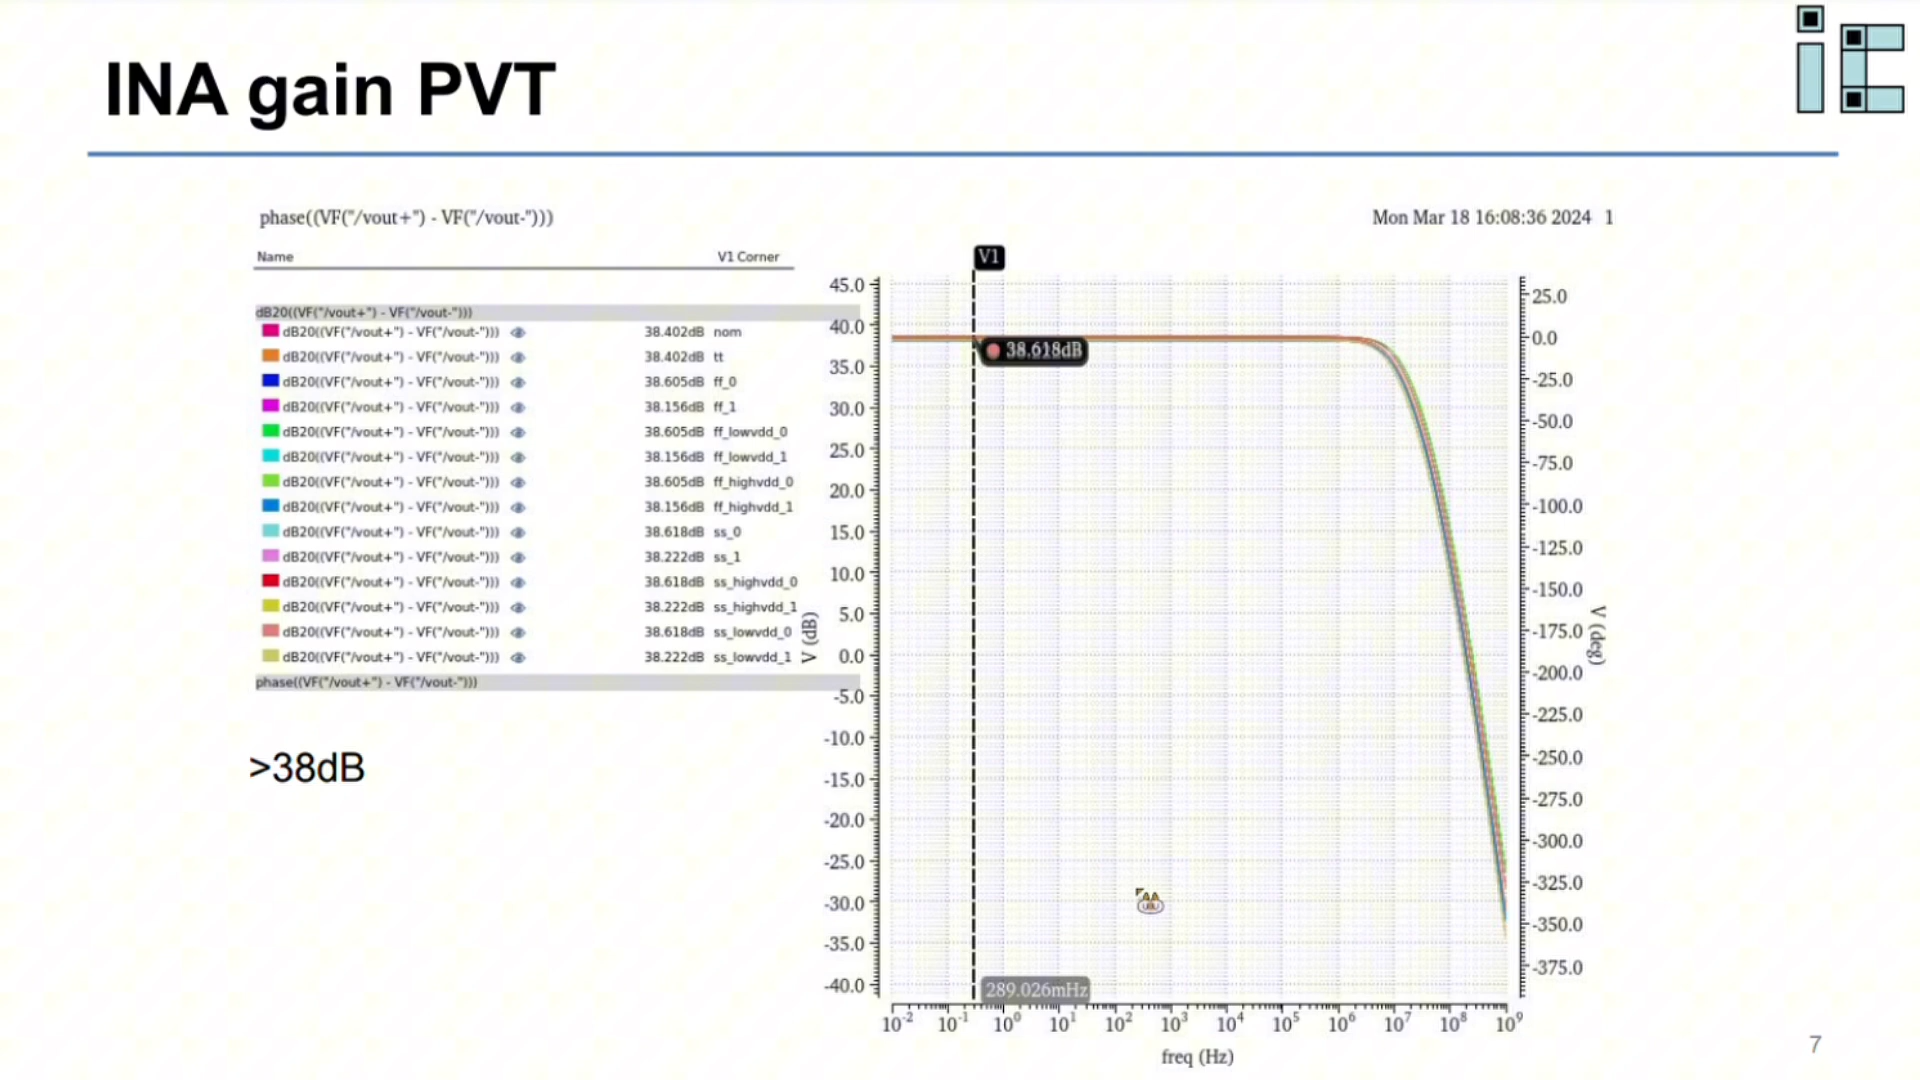 INA gain PVT
iC
phase((VF("/vout+") - VF("/vout-")))
Mon Mar 18 16:08:36 2024 1
Name V1 Corner
dB20((VF("/vout+") - VF("/vout-")))
dB20((VF("/vout+") - VF("/vout-"))) 38.402dB nom
dB20((VF("/vout+") - VF("/vout-"))) 38.402dB tt
dB20((VF("/vout+") - VF("/vout-"))) 38.605dB ff_0
dB20((VF("/vout+") - VF("/vout-"))) 38.156dB ff_1
dB20((VF("/vout+") - VF("/vout-"))) 38.605dB ff_lowvdd_0
dB20((VF("/vout+") - VF("/vout-"))) 38.156dB ff_lowvdd_1
dB20((VF("/vout+") - VF("/vout-"))) 38.605dB ff_highvdd_0
dB20((VF("/vout+") - VF("/vout-"))) 38.156dB ff_highvdd_1
dB20((VF("/vout+") - VF("/vout-"))) 38.618dB ss_0
dB20((VF("/vout+") - VF("/vout-"))) 38.222dB ss_1
dB20((VF("/vout+") - VF("/vout-"))) 38.618dB ss_highvdd_0
dB20((VF("/vout+") - VF("/vout-"))) 38.222dB ss_highvdd_1
dB20((VF("/vout+") - VF("/vout-"))) 38.618dB ss_lowvdd_0
dB20((VF("/vout+") - VF("/vout-"))) 38.222dB ss_lowvdd_1
phase((VF("/vout+") - VF("/vout-")))
>38dB
V1
38.618dB
289.026mHz
V (dB)
45.0
40.0
35.0
30.0
25.0
20.0
15.0
10.0
5.0
0.0
-5.0
-10.0
-15.0
-20.0
-25.0
-30.0
-35.0
-40.0
25.0
0.0
-25.0
-50.0
-75.0
-100.0
-125.0
-150.0
-175.0
-200.0
-225.0
-250.0
-275.0
-300.0
-325.0
-350.0
-375.0
V (deg)
10⁻² 10⁻¹ 10⁰ 10¹ 10² 10³ 10⁴ 10⁵ 10⁶ 10⁷ 10⁸ 10⁹
freq (Hz)
7